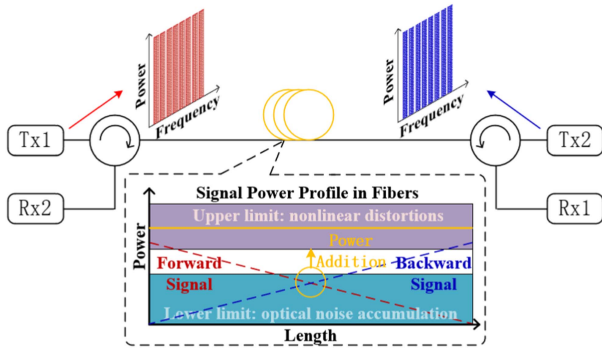 Power
Frequency
Power
Frequency
Tx1
Tx2
Rx2
Rx1
Signal Power Profile in Fibers
Power
Upper limit: nonlinear distortions
Power
Addition
Forward
Signal
Backward
Signal
Lower limit: optical noise accumulation
Length